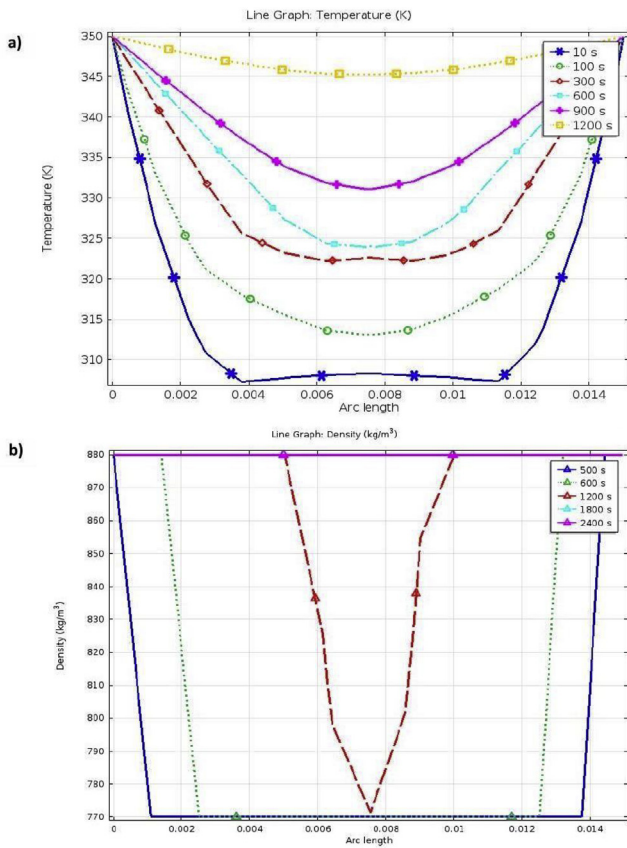 Line Graph: Temperature (K)
a)
350
345
340
335
330
325
320
315
310
Temperature (K)
10 s
100 s
300 s
600 s
900 s
1200 s
0
0.002
0.004
0.006
0.008
0.01
0.012
0.014
Arc length
b)
Line Graph: Density (kg/m³)
880
870
860
850
840
830
820
810
800
790
780
770
Density (kg/m³)
500 s
600 s
1200 s
1800 s
2400 s
0
0.002
0.004
0.006
0.008
0.01
0.012
0.014
Arc length